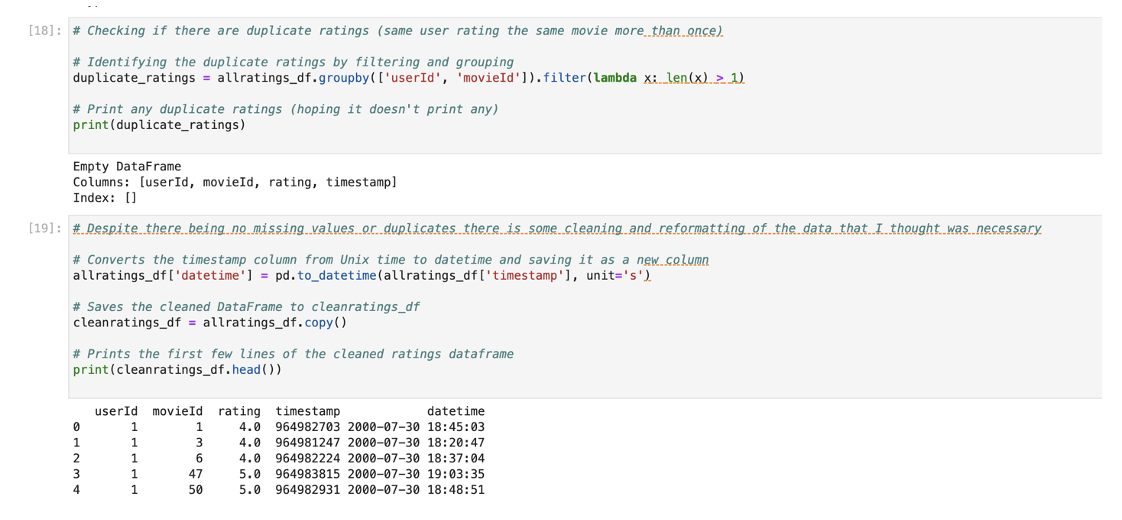 [18]: # Checking if there are duplicate ratings (same user rating the same movie more than once)
# Identifying the duplicate ratings by filtering and grouping
duplicate_ratings = allratings_df.groupby(['userId', 'movieId']).filter(lambda x: len(x) > 1)
# Print any duplicate ratings (hoping it doesn't print any)
print(duplicate_ratings)
Empty DataFrame
Columns: [userId, movieId, rating, timestamp]
Index: []
[19]: # Despite there being no missing values or duplicates there is some cleaning and reformatting of the data that I thought was necessary
# Converts the timestamp column from Unix time to datetime and saving it as a new column
allratings_df['datetime'] = pd.to_datetime(allratings_df['timestamp'], unit='s')
# Saves the cleaned DataFrame to cleanratings_df
cleanratings_df = allratings_df.copy()
# Prints the first few lines of the cleaned ratings dataframe
print(cleanratings_df.head())
userId movieId rating timestamp datetime
0 1 1 4.0 964982703 2000-07-30 18:45:03
1 1 3 4.0 964981247 2000-07-30 18:20:47
2 1 6 4.0 964982224 2000-07-30 18:37:04
3 1 47 5.0 964983815 2000-07-30 19:03:35
4 1 50 5.0 964982931 2000-07-30 18:48:51